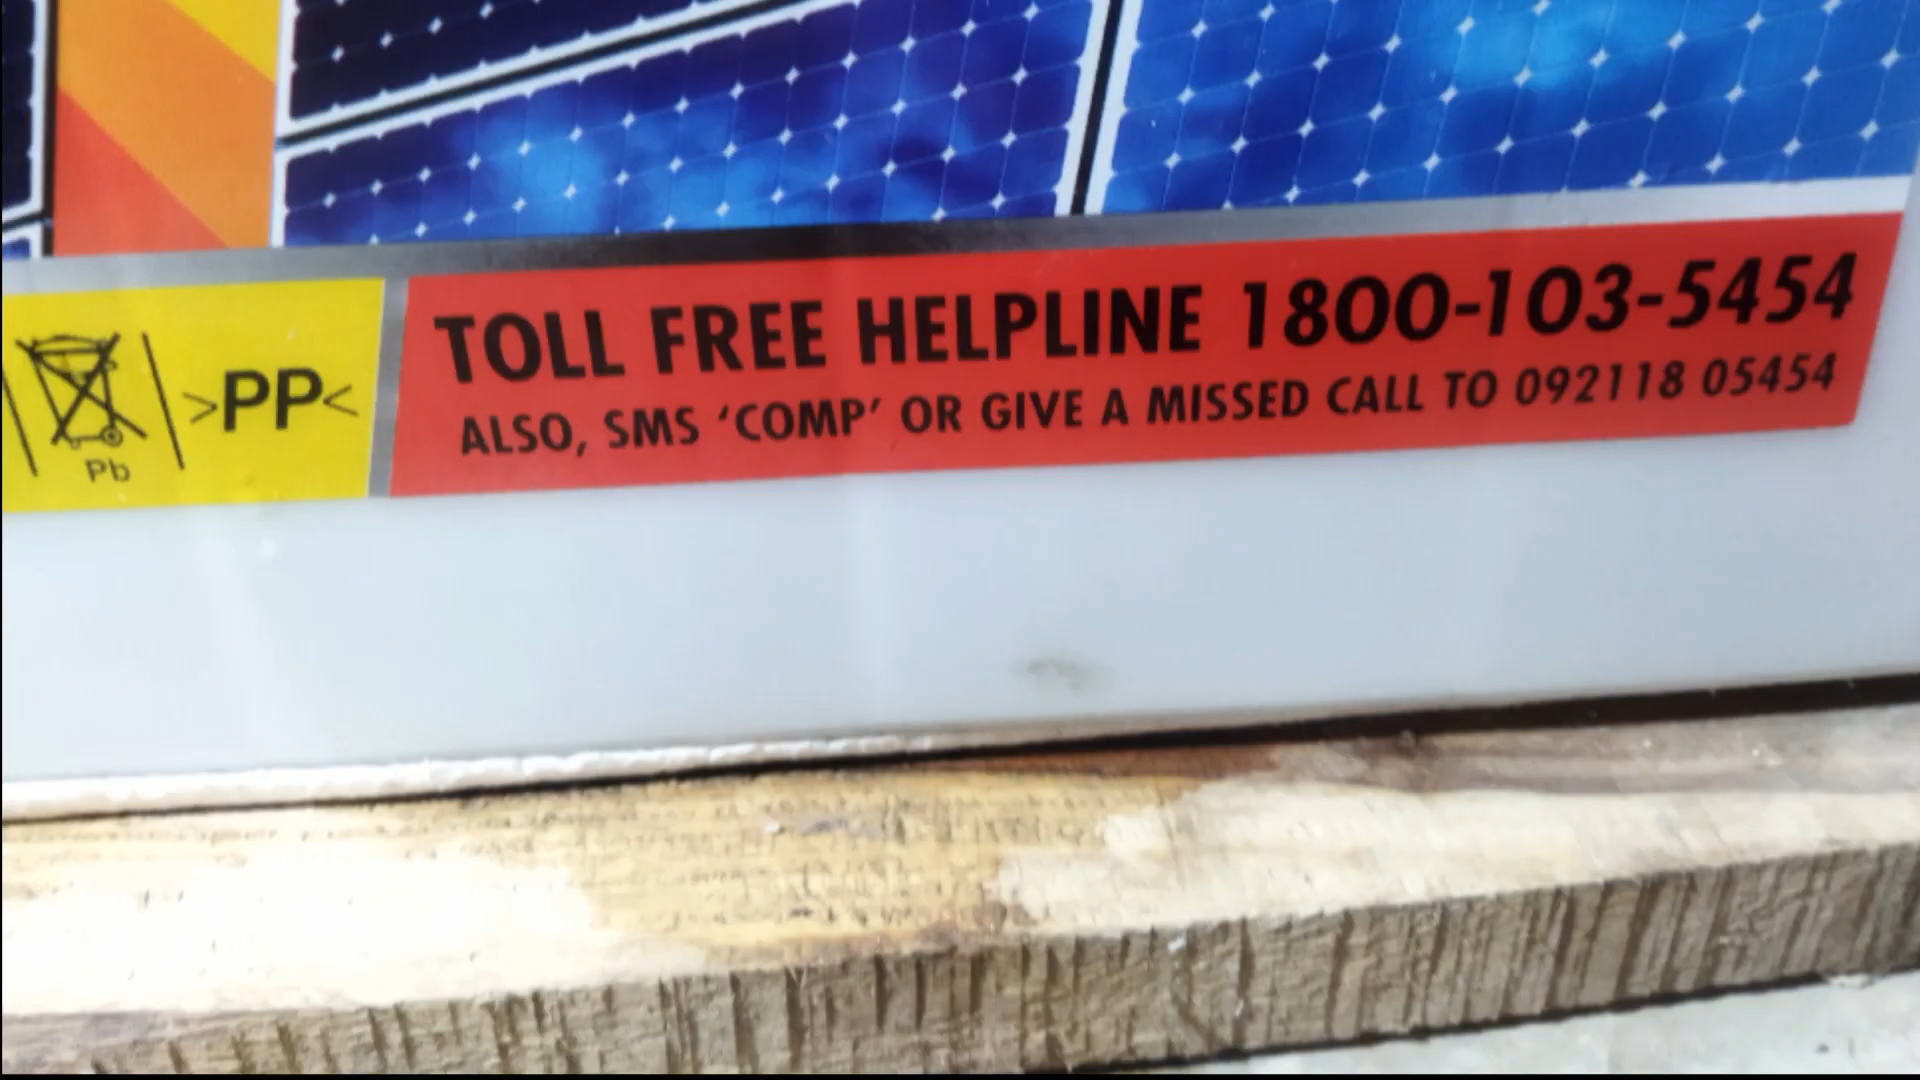 TOLL FREE HELPLINE 1800-103-5454
ALSO, SMS ‘COMP’ OR GIVE A MISSED CALL TO 092118 05454
>PP<
Pb